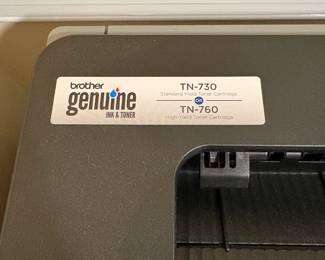 brother
genuine
INK & TONER
TN-730
Standard Yield Toner Cartridge
OR
TN-760
High Yield Toner Cartridge